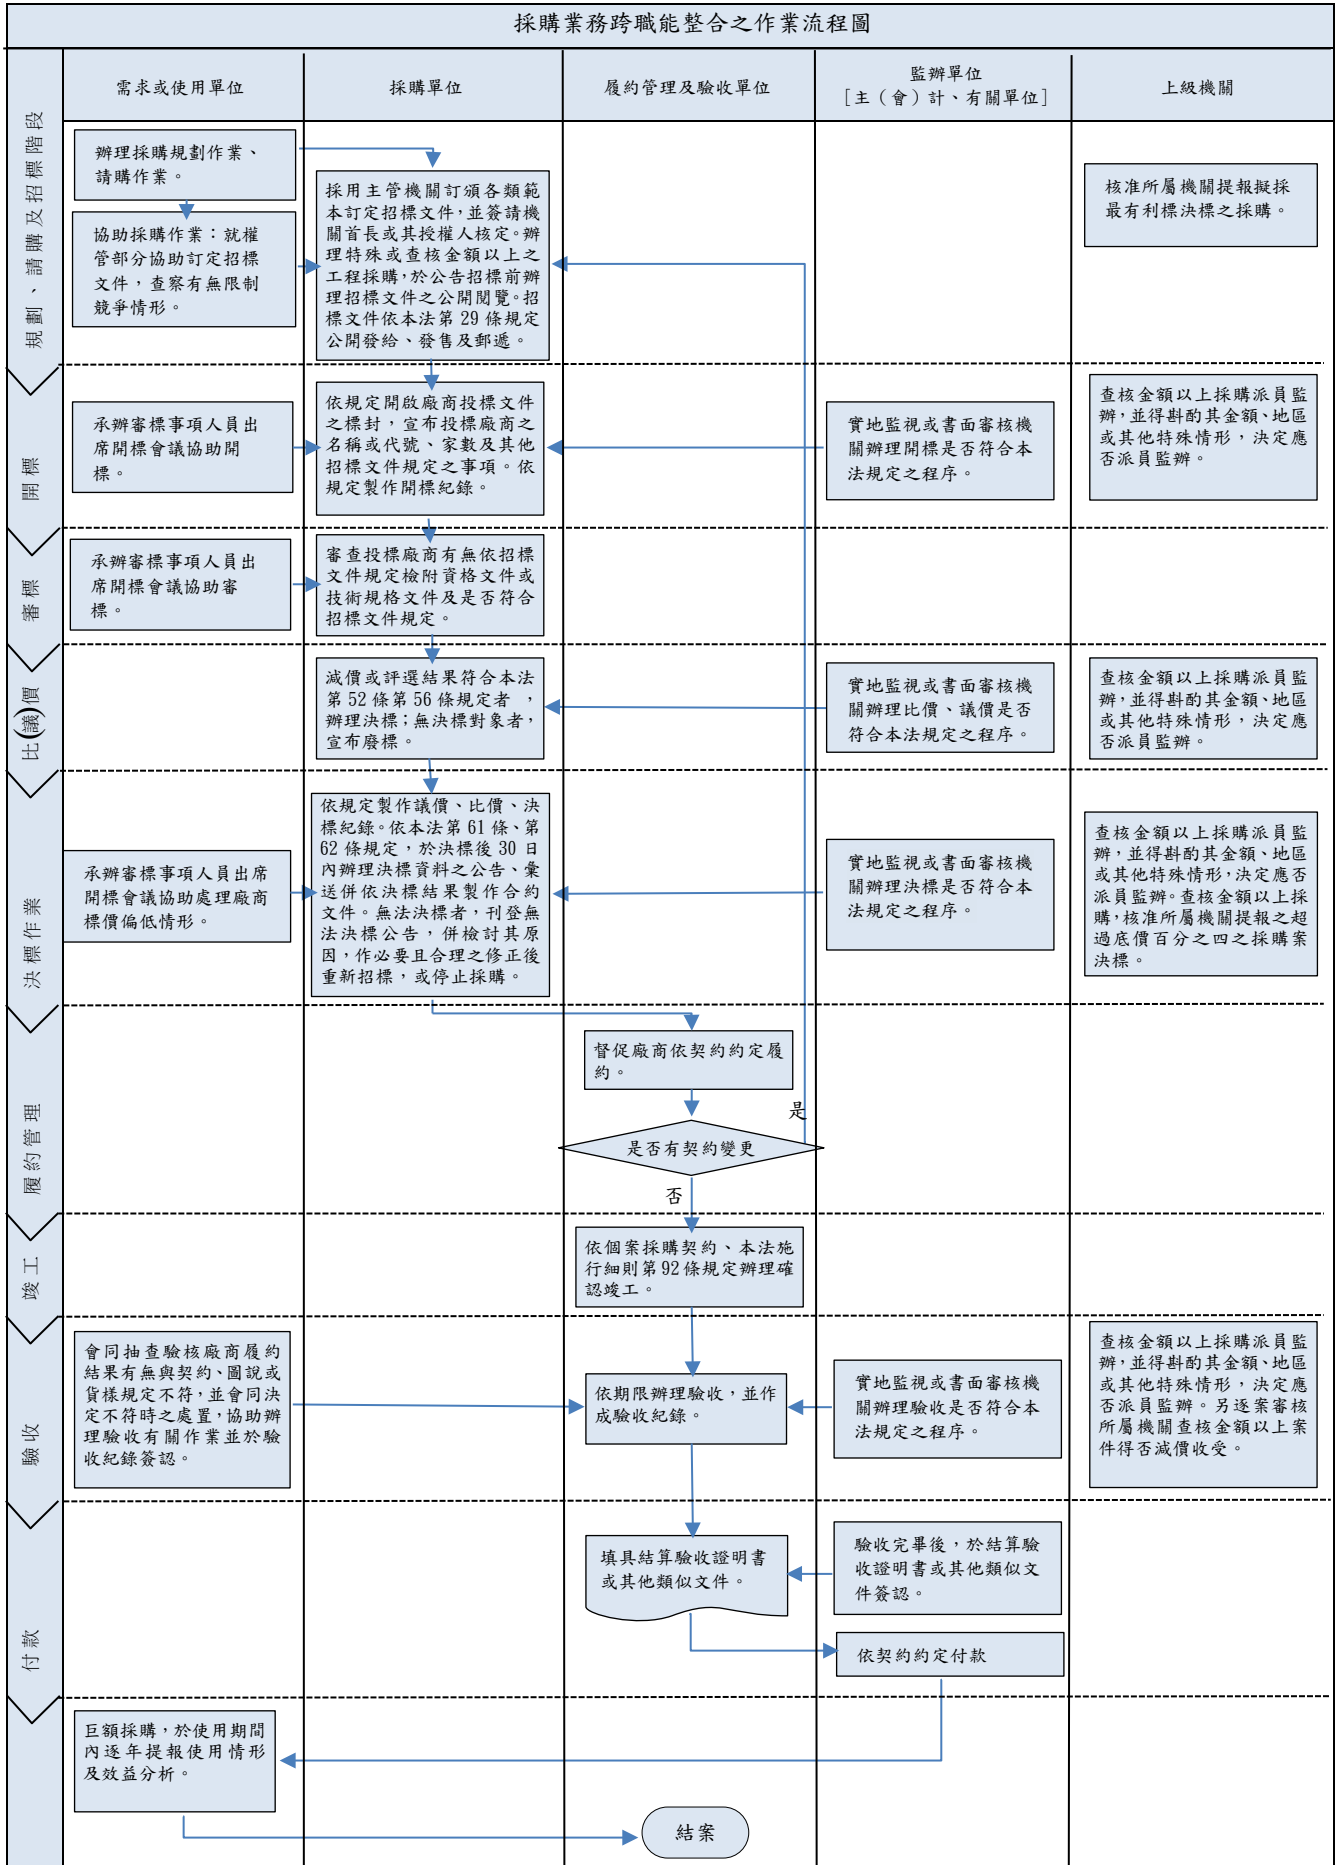 採購業務跨職能整合之作業流程圖
需求或使用單位
採購單位
履約管理及驗收單位
監辦單位
[主（會）計、有關單位]
上級機關
規劃、請購及招標階段
辦理採購規劃作業、
請購作業。
協助採購作業：就權
管部分協助訂定招標
文件，查察有無限制
競爭情形。
採用主管機關訂頒各類範
本訂定招標文件，並簽請機
關首長或其授權人核定。辦
理特殊或查核金額以上之
工程採購，於公告招標前辦
理招標文件之公開閱覽。招
標文件依本法第 29 條規定
公開發給、發售及郵遞。
核准所屬機關提報擬採
最有利標決標之採購。
開標
承辦審標事項人員出
席開標會議協助開
標。
依規定開啟廠商投標文件
之標封，宣布投標廠商之
名稱或代號、家數及其他
招標文件規定之事項。依
規定製作開標紀錄。
實地監視或書面審核機
關辦理開標是否符合本
法規定之程序。
查核金額以上採購派員監
辦，並得斟酌其金額、地區
或其他特殊情形，決定應
否派員監辦。
審標
承辦審標事項人員出
席開標會議協助審
標。
審查投標廠商有無依招標
文件規定檢附資格文件或
技術規格文件及是否符合
招標文件規定。
比(議)價
減價或評選結果符合本法
第 52 條第 56 條規定者 ，
辦理決標；無決標對象者，
宣布廢標。
實地監視或書面審核機
關辦理比價、議價是否
符合本法規定之程序。
查核金額以上採購派員監
辦，並得斟酌其金額、地區
或其他特殊情形，決定應
否派員監辦。
決標作業
承辦審標事項人員出席
開標會議協助處理廠商
標價偏低情形。
依規定製作議價、比價、決
標紀錄。依本法第 61 條、第
62 條規定，於決標後 30 日
內辦理決標資料之公告、彙
送併依決標結果製作合約
文件。無法決標者，刊登無
法決標公告，併檢討其原
因，作必要且合理之修正後
重新招標，或停止採購。
實地監視或書面審核機
關辦理決標是否符合本
法規定之程序。
查核金額以上採購派員監
辦，並得斟酌其金額、地區
或其他特殊情形，決定應否
派員監辦。查核金額以上採
購，核准所屬機關提報之超
過底價百分之四之採購案
決標。
履約管理
督促廠商依契約約定履
約。
是
是否有契約變更
否
竣工
依個案採購契約、本法施
行細則第 92 條規定辦理確
認竣工。
驗收
會同抽查驗核廠商履約
結果有無與契約、圖說或
貨樣規定不符，並會同決
定不符時之處置，協助辦
理驗收有關作業並於驗
收紀錄簽認。
依期限辦理驗收，並作
成驗收紀錄。
實地監視或書面審核機
關辦理驗收是否符合本
法規定之程序。
查核金額以上採購派員監
辦，並得斟酌其金額、地區
或其他特殊情形，決定應
否派員監辦。另逐案審核
所屬機關查核金額以上案
件得否減價收受。
付款
填具結算驗收證明書
或其他類似文件。
驗收完畢後，於結算驗
收證明書或其他類似文
件簽認。
依契約約定付款
巨額採購，於使用期間
內逐年提報使用情形
及效益分析。
結案